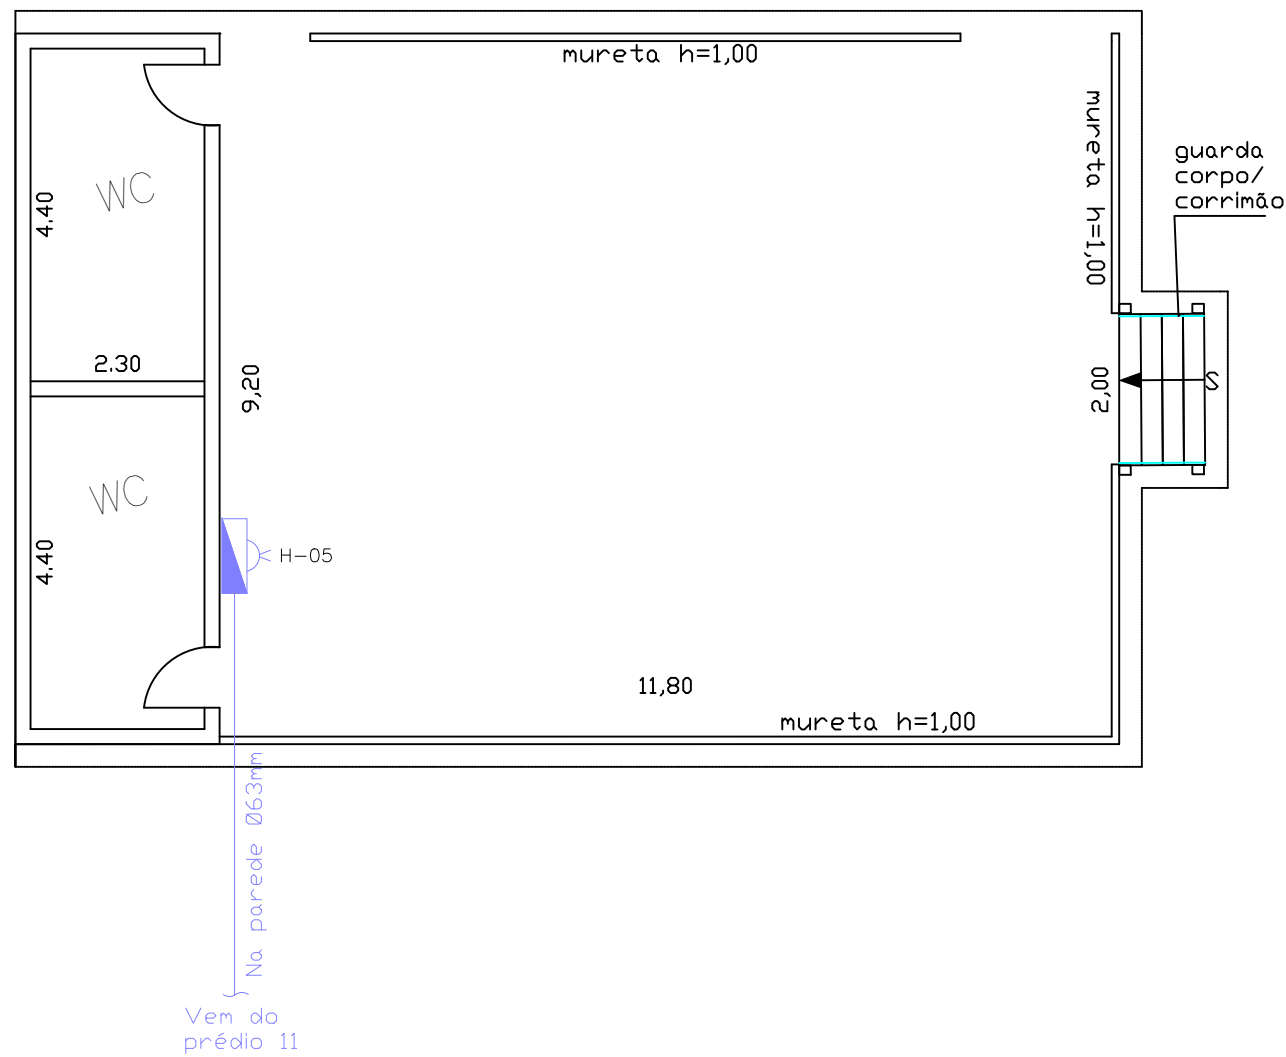 mureta h=1,00
mureta h=1,00
guarda
corpo/
corrimão
WC
4.40
2.30
9,20
2,00
S
WC
4.40
H-05
11,80
mureta h=1,00
Na parede Ø63mm
Vem do
prédio 11